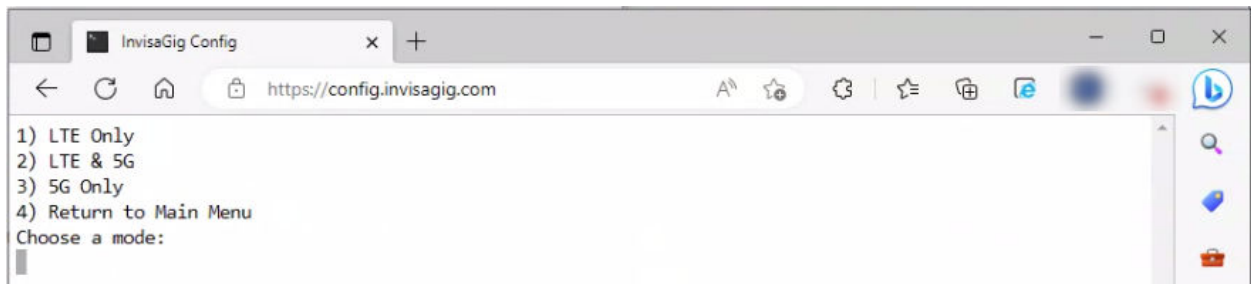 InvisaGig Config
https://config.invisagig.com
1) LTE Only
2) LTE & 5G
3) 5G Only
4) Return to Main Menu
Choose a mode: